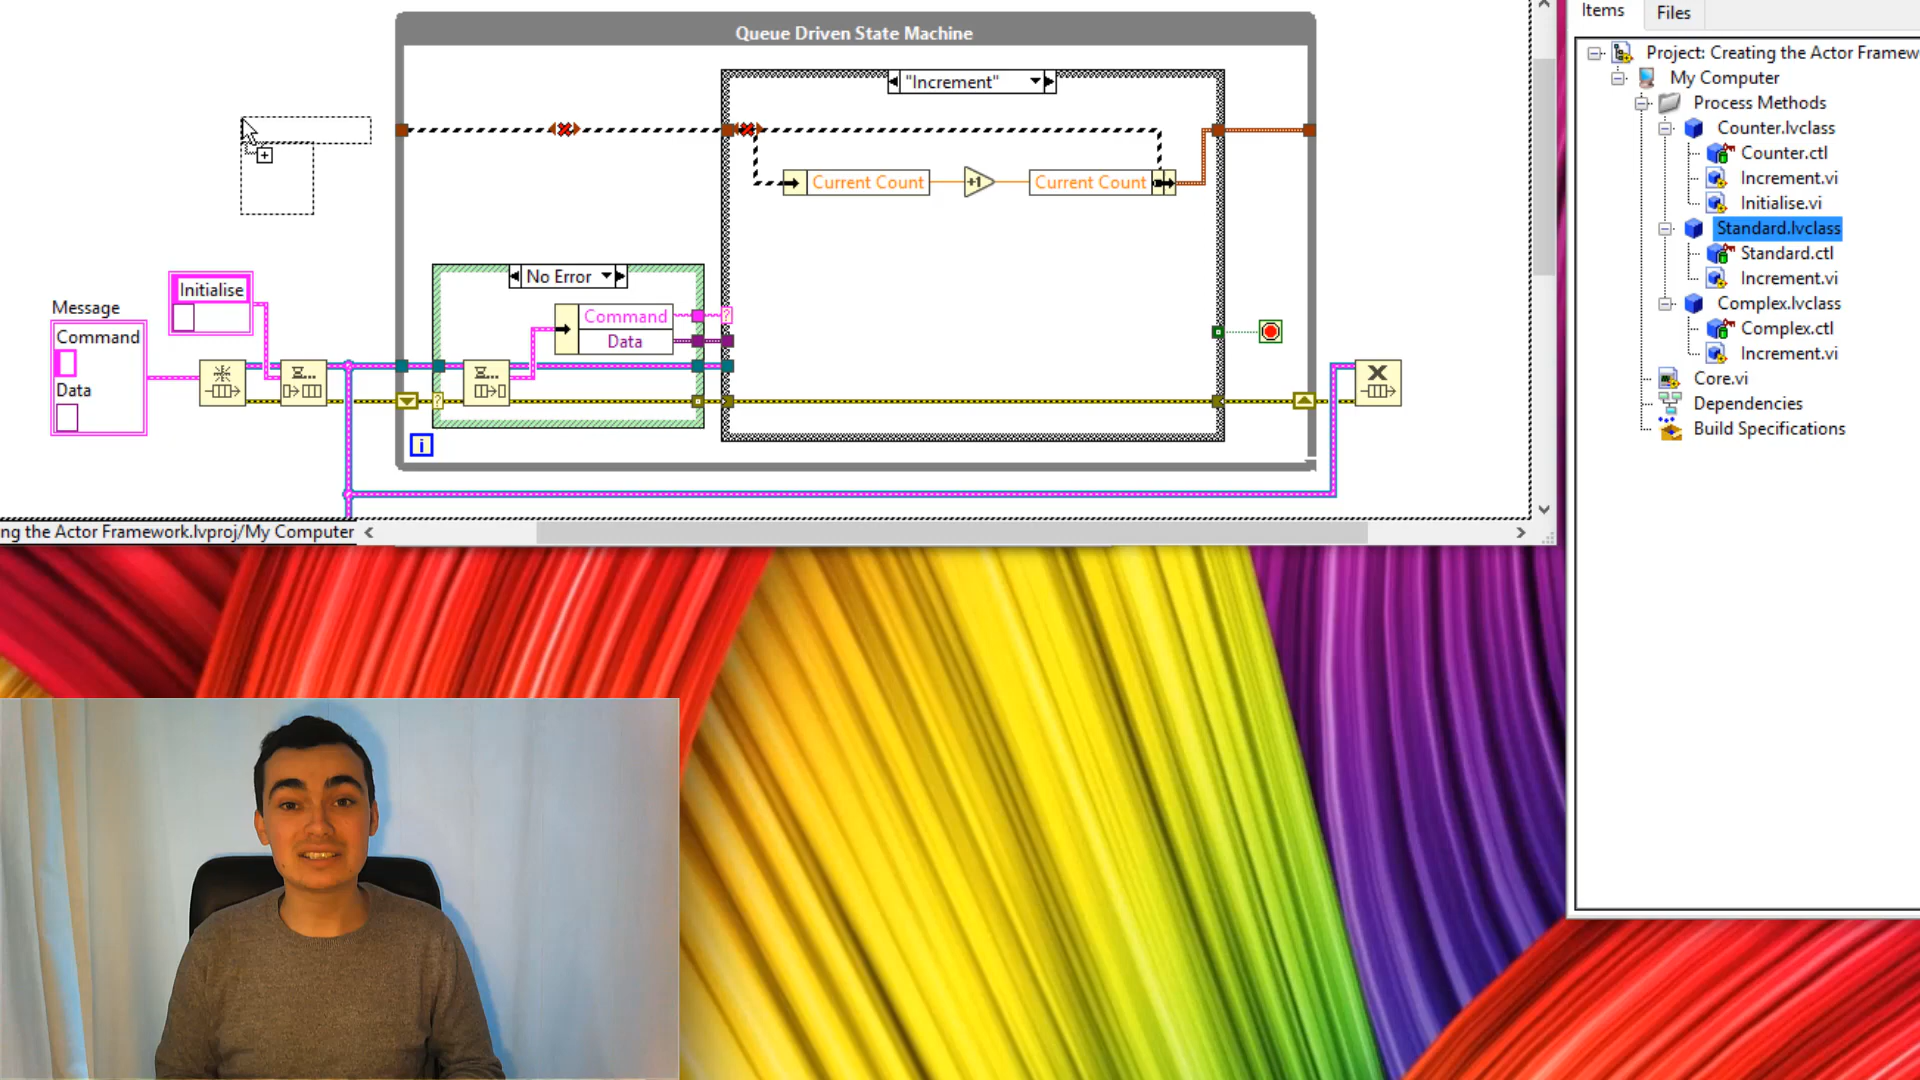 Queue Driven State Machine
"Increment"
Current Count
+1
Current Count
No Error
Command
Data
Initialise
Message
Command
Data
i
ng the Actor Framework.lvproj/My Computer
Items
Files
Project: Creating the Actor Framew
My Computer
Process Methods
Counter.lvclass
Counter.ctl
Increment.vi
Initialise.vi
Standard.lvclass
Standard.ctl
Increment.vi
Complex.lvclass
Complex.ctl
Increment.vi
Core.vi
Dependencies
Build Specifications